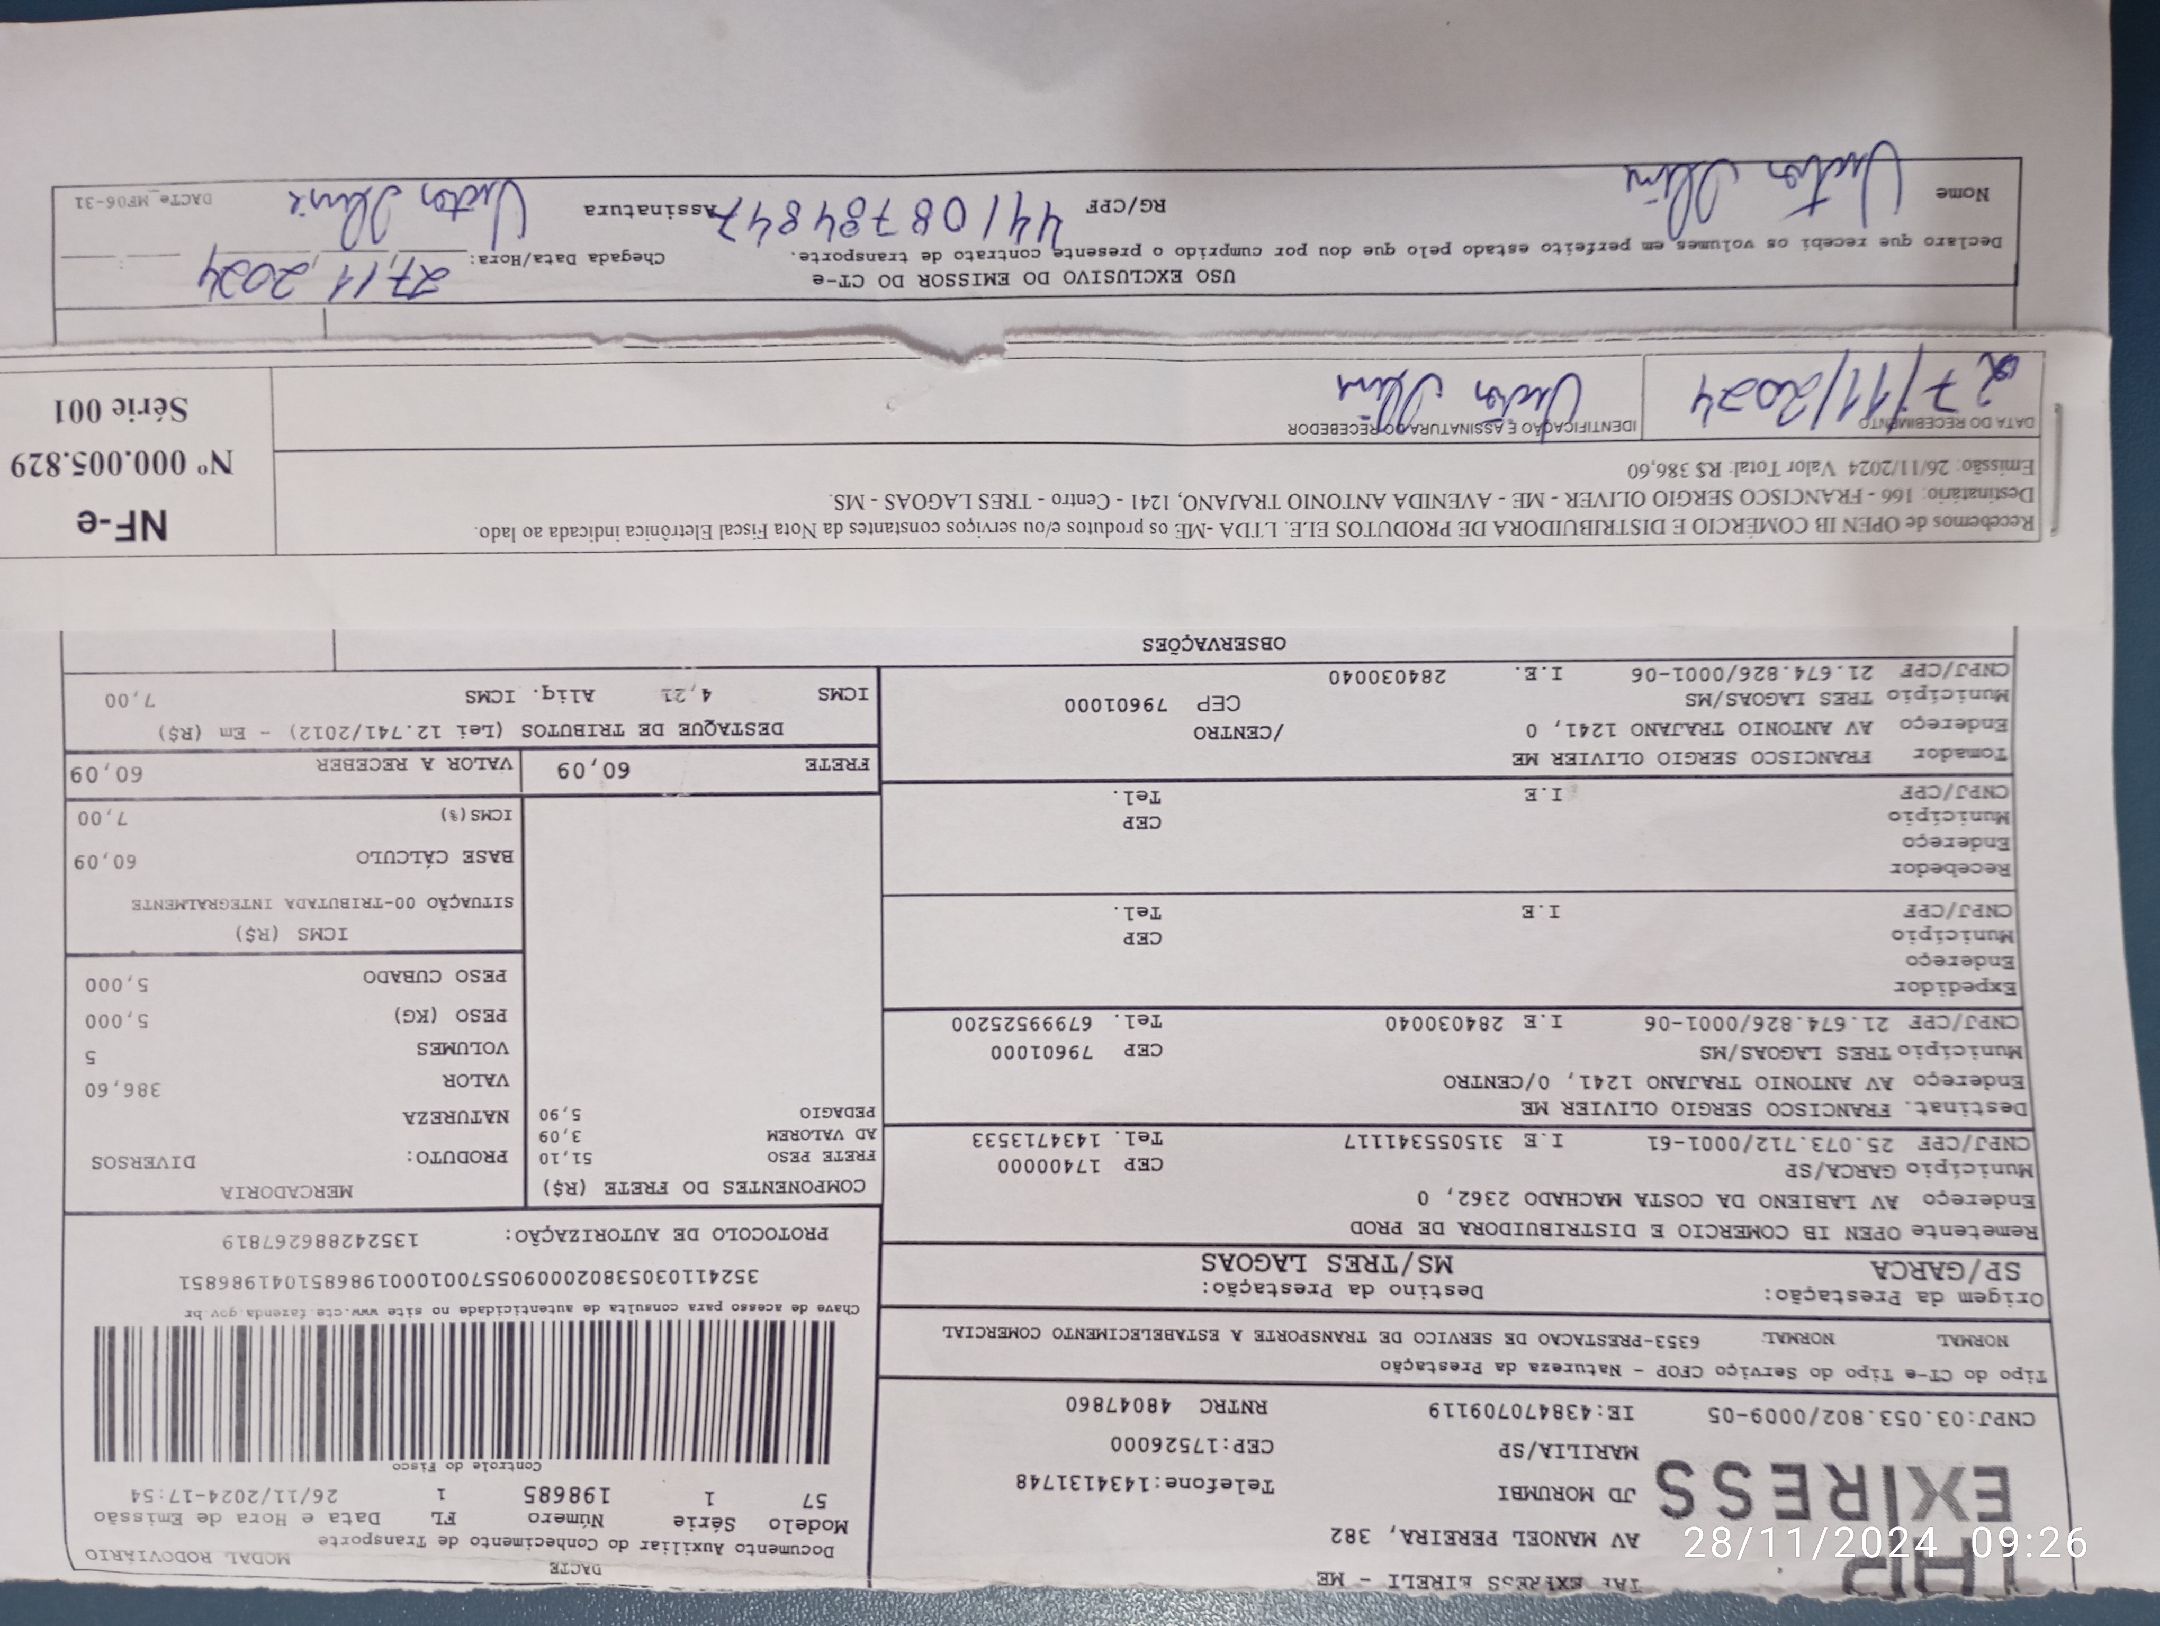 TAF EXPRESS EIRELI - ME
AV MANOEL PEREIRA, 382
JD MORUMBI Telefone:1434131748
MARILIA/SP CEP:17526000
CNPJ:03.053.802/0009-05 IE:438470709119 RNTRC 48047860
DACTE
MODAL RODOVIÁRIO
Documento Auxiliar do Conhecimento de Transporte
Modelo Série Número FL Data e Hora de Emissão
57 1 198685 1 26/11/2024-17:54
Controle do Fisco
Chave de acesso para consulta de autenticidade no site www.cte.fazenda.gov.br
35241103053802000905570010001986851041986851
PROTOCOLO DE AUTORIZAÇÃO: 135242886267819
Tipo do CT-e Tipo do Serviço CFOP - Natureza da Prestação
NORMAL NORMAL 6353-PRESTACAO DE SERVICO DE TRANSPORTE A ESTABELECIMENTO COMERCIAL
Origem da Prestação: Destino da Prestação:
SP/GARCA MS/TRES LAGOAS
Remetente OPEN IB COMERCIO E DISTRIBUIDORA DE PROD
Endereço AV LABIENO DA COSTA MACHADO 2362, 0
Município GARCA/SP CEP 17400000
CNPJ/CPF 25.073.712/0001-61 I.E 315055341117 Tel. 1434713533
Destinat. FRANCISCO SERGIO OLIVIER ME
Endereço AV ANTONIO TRAJANO 1241, 0/CENTRO
Município TRES LAGOAS/MS CEP 79601000
CNPJ/CPF 21.674.826/0001-06 I.E 284030040 Tel. 67999525200
Expedidor
Endereço
Município CEP
CNPJ/CPF I.E Tel.
Recebedor
Endereço
Município CEP
CNPJ/CPF I.E Tel.
Tomador FRANCISCO SERGIO OLIVIER ME
Endereço AV ANTONIO TRAJANO 1241, 0 /CENTRO
Município TRES LAGOAS/MS CEP 79601000
CNPJ/CPF 21.674.826/0001-06 I.E. 284030040
COMPONENTES DO FRETE (R$)
FRETE PESO 51,10
AD VALOREM 3,09
PEDAGIO 5,90
MERCADORIA
PRODUTO: DIVERSOS
NATUREZA
VALOR 386,60
VOLUMES 5
PESO (KG) 5,000
PESO CUBADO 5,000
ICMS (R$)
SITUAÇÃO 00-TRIBUTADA INTEGRALMENTE
BASE CÁLCULO 60,09
ICMS(%) 7,00
FRETE 60,09 VALOR A RECEBER 60,09
DESTAQUE DE TRIBUTOS (Lei 12.741/2012) - Em (R$)
ICMS 4,21 Aliq. ICMS 7,00
OBSERVAÇÕES
Recebemos de OPEN IB COMÉRCIO E DISTRIBUIDORA DE PRODUTOS ELE. LTDA -ME os produtos e/ou serviços constantes da Nota Fiscal Eletrônica indicada ao lado.
Destinatário: 166 - FRANCISCO SERGIO OLIVER - ME - AVENIDA ANTONIO TRAJANO, 1241 - Centro - TRES LAGOAS - MS.
Emissão: 26/11/2024 Valor Total: R$ 386,60
NF-e
Nº 000.005.829
Série 001
DATA DO RECEBIMENTO IDENTIFICAÇÃO E ASSINATURA DO RECEBEDOR
27/11/2024 Victor
USO EXCLUSIVO DO EMISSOR DO CT-e
Declaro que recebi os volumes em perfeito estado pelo que dou por cumprido o presente contrato de transporte.
Chegada Data/Hora: 27/11/2024
Nome Victor RG/CPF 44108784847 Assinatura Victor
DACTe_MF06-31
28/11/2024 09:26